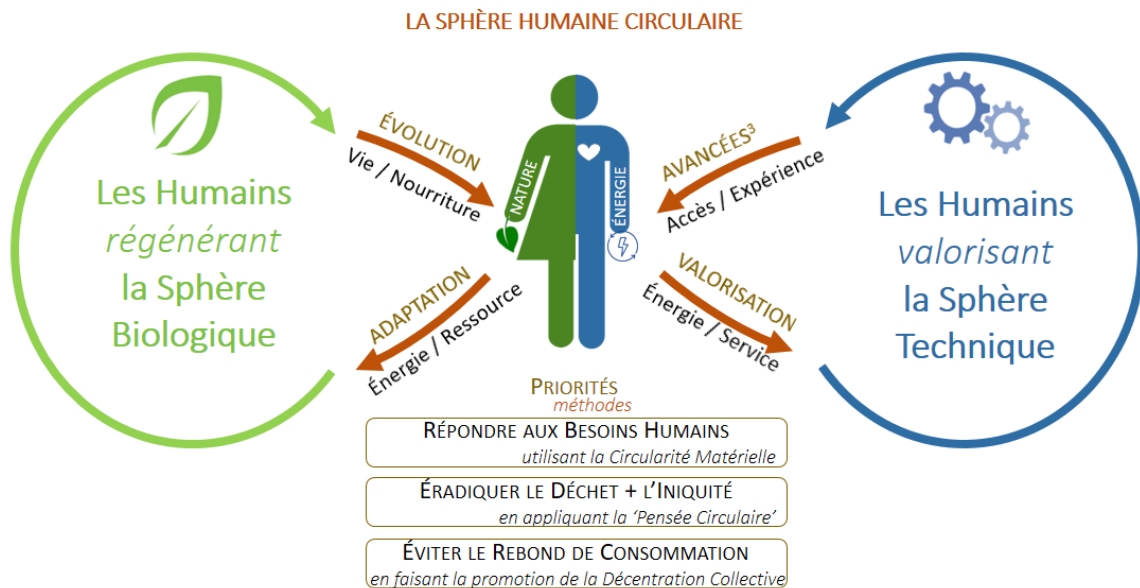 LA SPHÈRE HUMAINE CIRCULAIRE
Les Humains
régénérant
la Sphère
Biologique
ÉVOLUTION
Vie / Nourriture
ADAPTATION
Énergie / Ressource
NATURE
ÉNERGIE
AVANCÉES³
Accès / Expérience
VALORISATION
Énergie / Service
Les Humains
valorisant
la Sphère
Technique
PRIORITÉS
méthodes
RÉPONDRE AUX BESOINS HUMAINS
utilisant la Circularité Matérielle
ÉRADIQUER LE DÉCHET + L'INIQUITÉ
en appliquant la ‘Pensée Circulaire’
ÉVITER LE REBOND DE CONSOMMATION
en faisant la promotion de la Décentration Collective